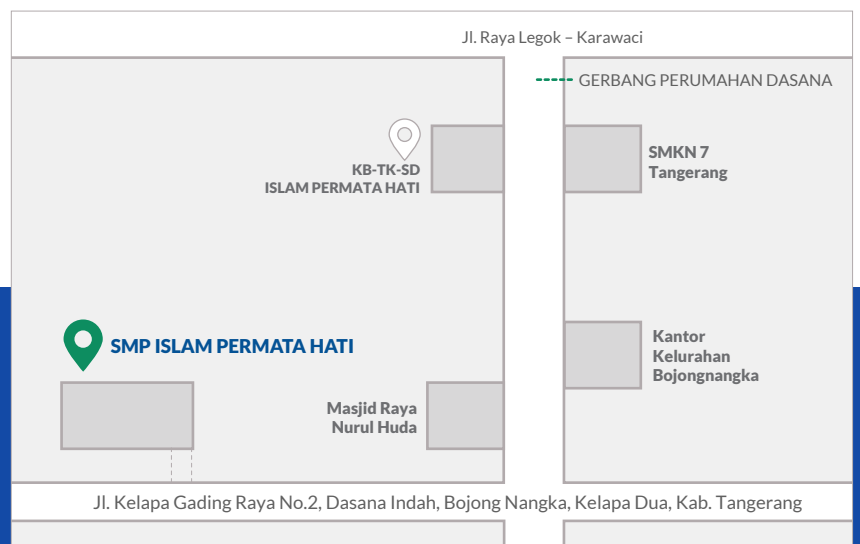 Jl. Raya Legok – Karawaci
GERBANG PERUMAHAN DASANA
KB-TK-SD
ISLAM PERMATA HATI
SMKN 7
Tangerang
SMP ISLAM PERMATA HATI
Kantor
Kelurahan
Bojongnangka
Masjid Raya
Nurul Huda
Jl. Kelapa Gading Raya No.2, Dasana Indah, Bojong Nangka, Kelapa Dua, Kab. Tangerang